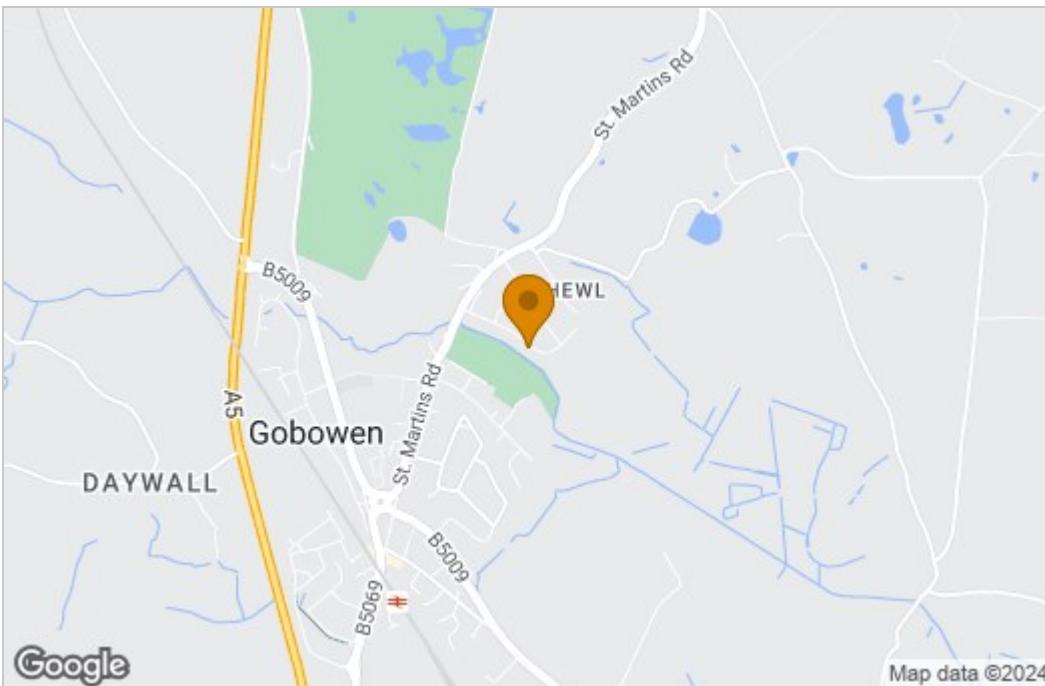 St. Martins Rd
B5009
HEWL
A5
St. Martins Rd
Gobowen
DAYWALL
B5009
B5069
Google
Map data ©2024